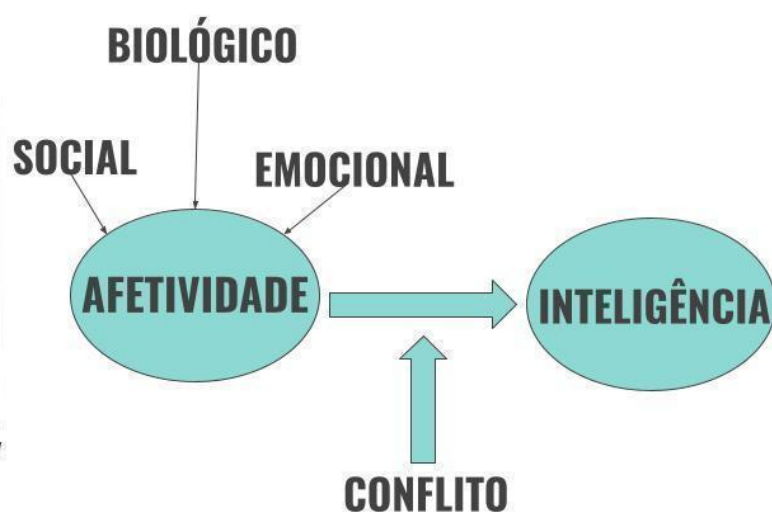 BIOLÓGICO
SOCIAL
EMOCIONAL
AFETIVIDADE
INTELIGÊNCIA
CONFLITO